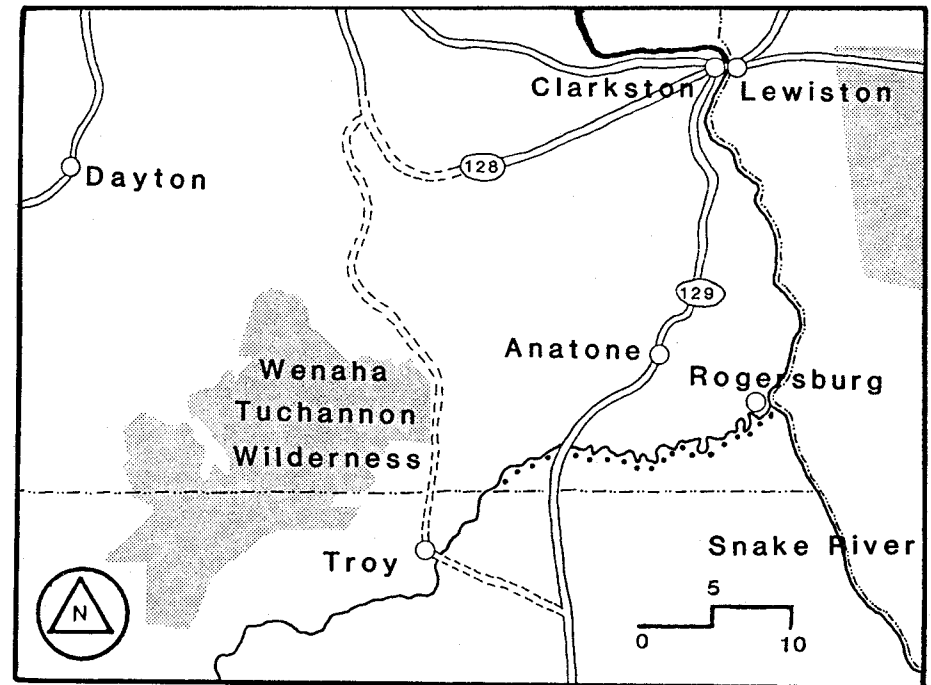 Clarkston
Lewiston
128
Dayton
129
Anatone
Rogersburg
Wenaha
Tuchannon
Wilderness
Troy
Snake River
N
5
0
10